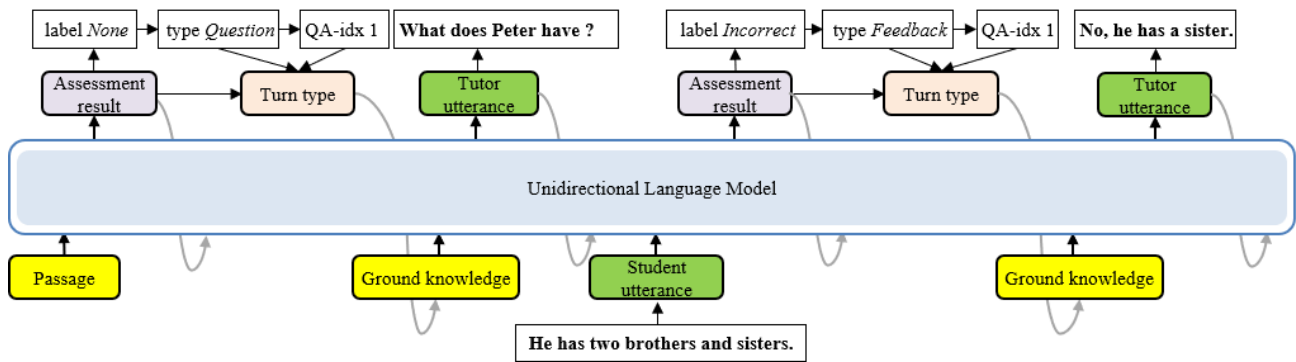 label None
type Question
QA-idx 1
What does Peter have ?
label Incorrect
type Feedback
QA-idx 1
No, he has a sister.
Assessment
result
Turn type
Tutor
utterance
Assessment
result
Turn type
Tutor
utterance
Unidirectional Language Model
Passage
Ground knowledge
Student
utterance
Ground knowledge
He has two brothers and sisters.